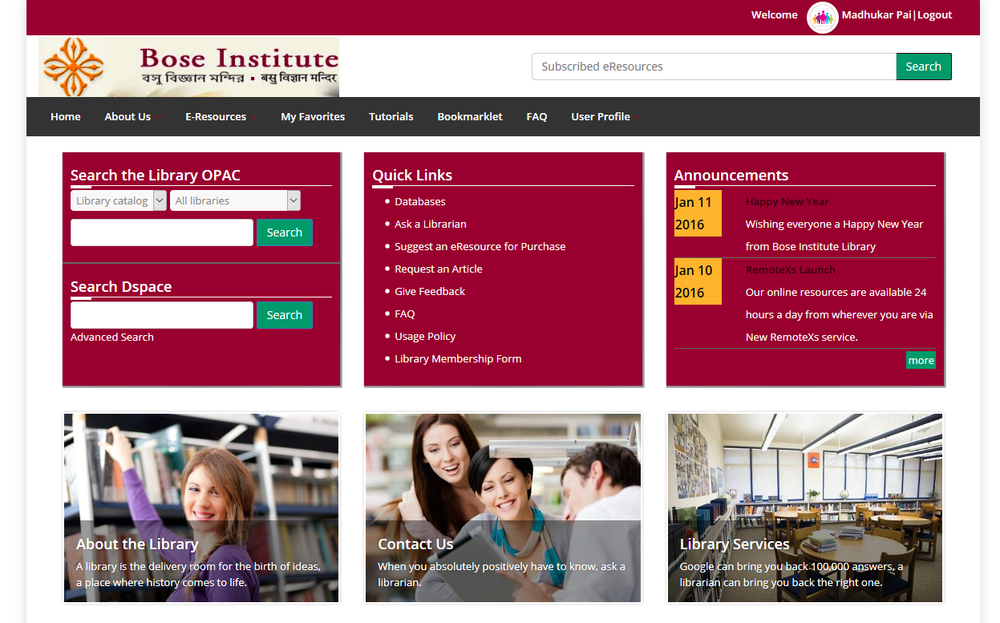 Welcome Madhukar Pai|Logout
Bose Institute
বসু বিজ্ঞান মন্দির ▪ बसु विज्ञान मन्दिर
Subscribed eResources Search
Home About Us E-Resources My Favorites Tutorials Bookmarklet FAQ User Profile
Search the Library OPAC
Library catalog All libraries
Search
Search Dspace
Search
Advanced Search
Quick Links
Databases
Ask a Librarian
Suggest an eResource for Purchase
Request an Article
Give Feedback
FAQ
Usage Policy
Library Membership Form
Announcements
Jan 11
2016
Happy New Year
Wishing everyone a Happy New Year
from Bose Institute Library
Jan 10
2016
RemoteXs Launch
Our online resources are available 24
hours a day from wherever you are via
New RemoteXs service.
more
About the Library
A library is the delivery room for the birth of ideas,
a place where history comes to life.
Contact Us
When you absolutely positively have to know, ask a
librarian.
Library Services
Google can bring you back 100,000 answers, a
librarian can bring you back the right one.